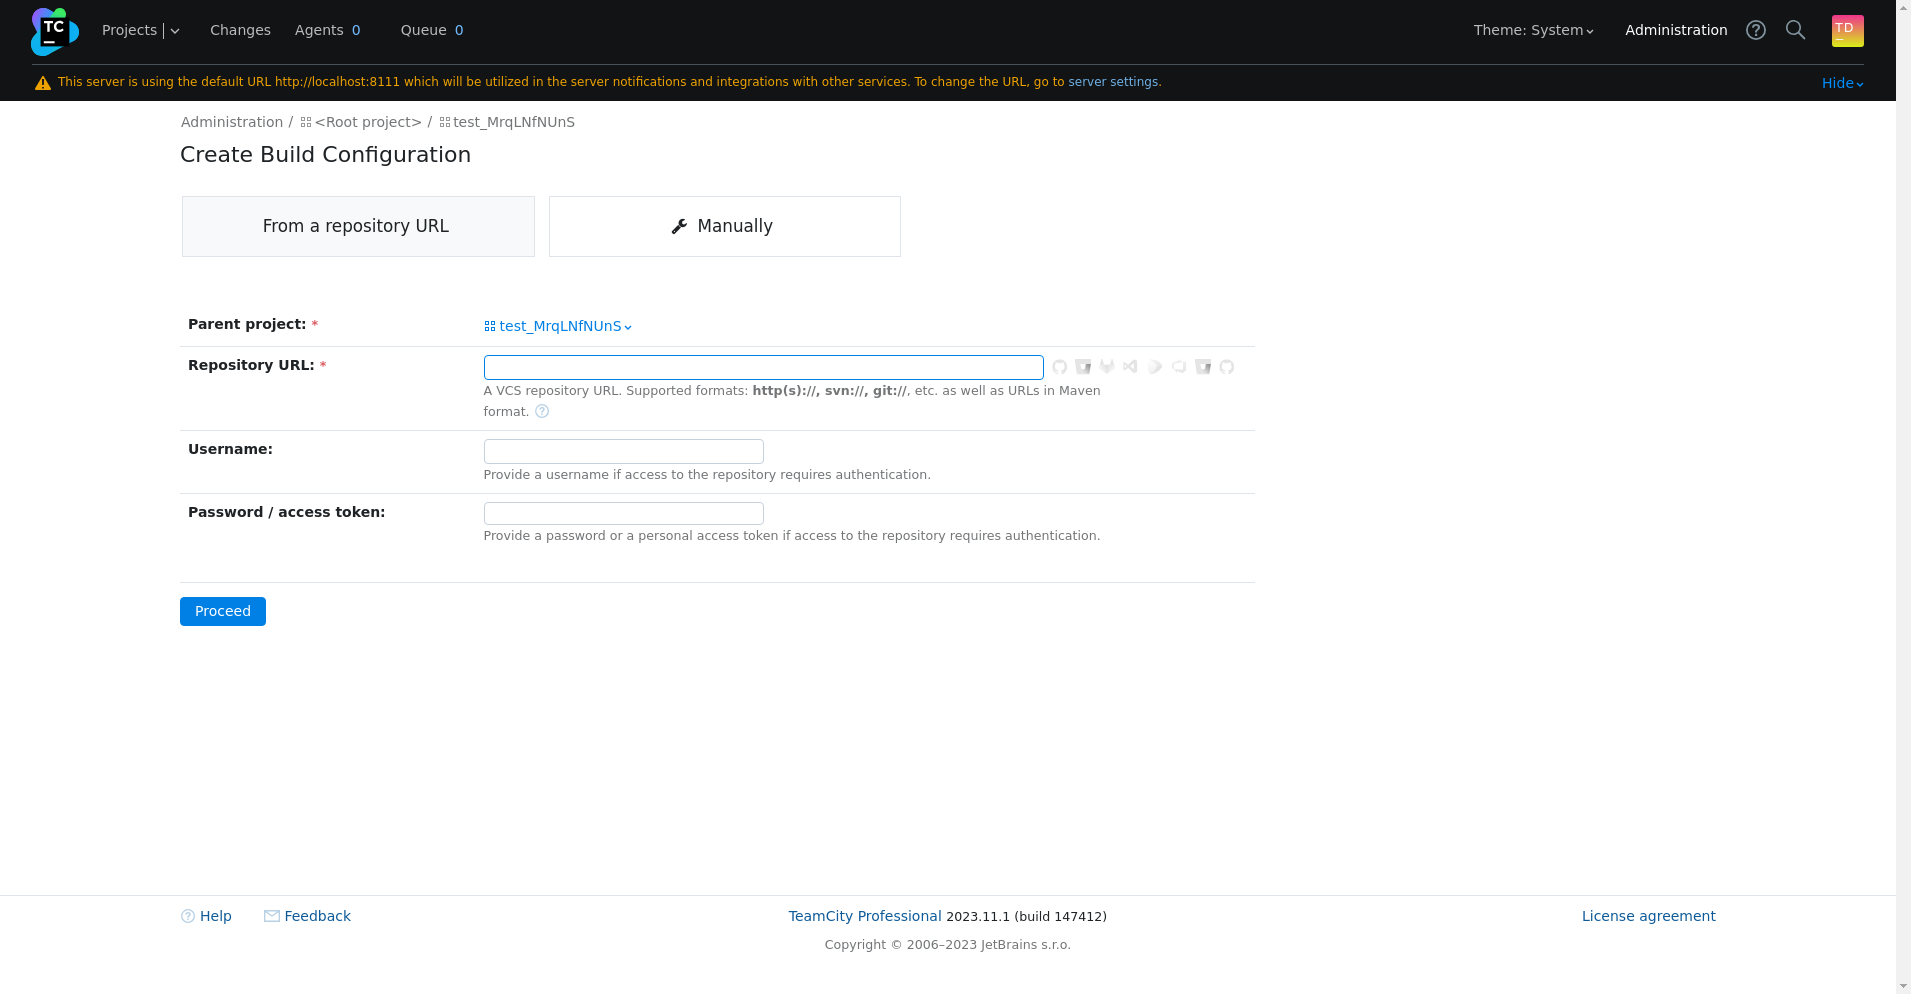 TC
Projects
Changes
Agents 0
Queue 0
Theme: System
Administration
TD
This server is using the default URL http://localhost:8111 which will be utilized in the server notifications and integrations with other services. To change the URL, go to server settings.
Hide
Administration / <Root project> / test_MrqLNfNUnS
Create Build Configuration
From a repository URL
Manually
Parent project: *
test_MrqLNfNUnS
Repository URL: *
A VCS repository URL. Supported formats: http(s)://, svn://, git://, etc. as well as URLs in Maven
format.
Username:
Provide a username if access to the repository requires authentication.
Password / access token:
Provide a password or a personal access token if access to the repository requires authentication.
Proceed
Help
Feedback
TeamCity Professional 2023.11.1 (build 147412)
License agreement
Copyright © 2006–2023 JetBrains s.r.o.